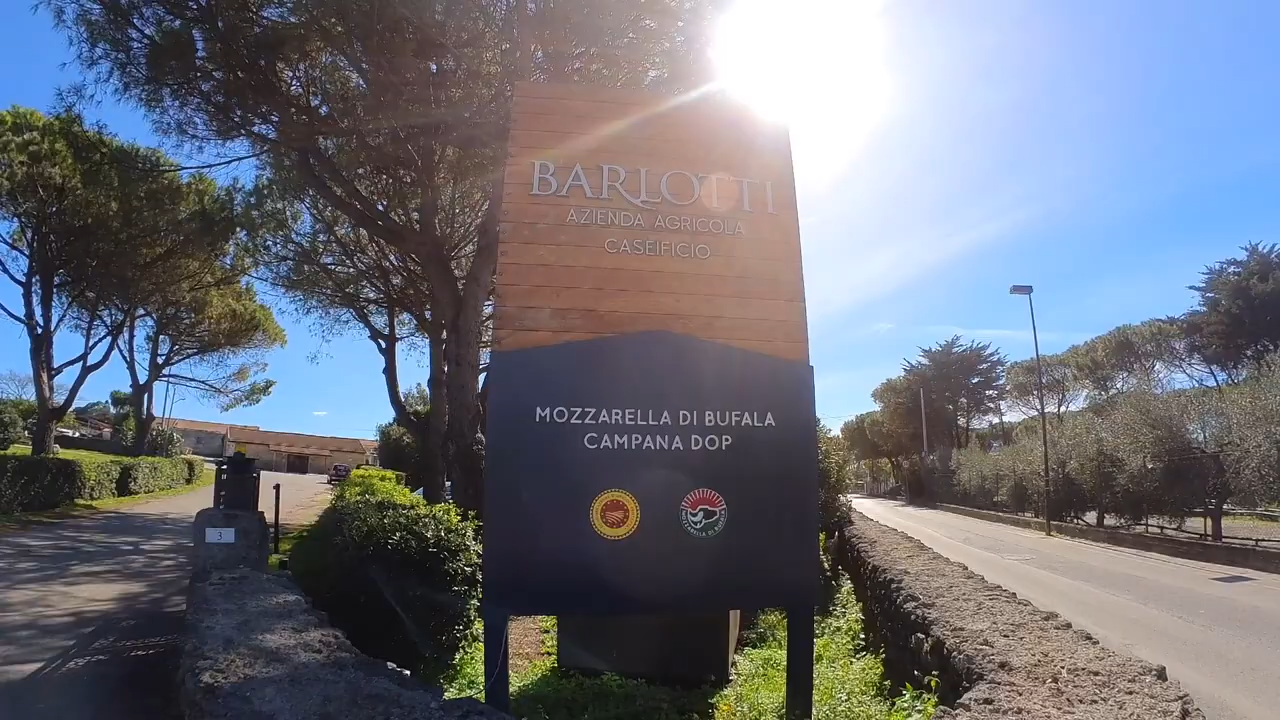 BARLOTTI
AZIENDA AGRICOLA
CASEIFICIO
MOZZARELLA DI BUFALA
CAMPANA DOP
3